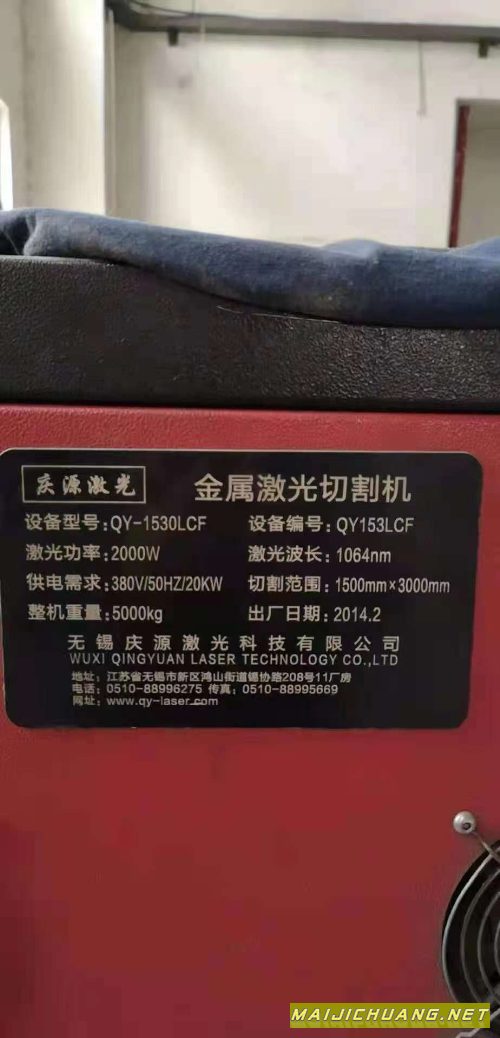 庆源激光 金属激光切割机
设备型号:QY-1530LCF 设备编号:QY153LCF
激光功率:2000W 激光波长:1064nm
供电需求:380V/50HZ/20KW 切割范围:1500mm×3000mm
整机重量:5000kg 出厂日期:2014.2
无锡庆源激光科技有限公司
WUXI QINGYUAN LASER TECHNOLOGY CO.,LTD
地址:江苏省无锡市新区鸿山街道锡协路208号11厂房
电话:0510-88996275 传真:0510-88995669
网址:www.qy-laser.com
MAIJICHUANG.NET